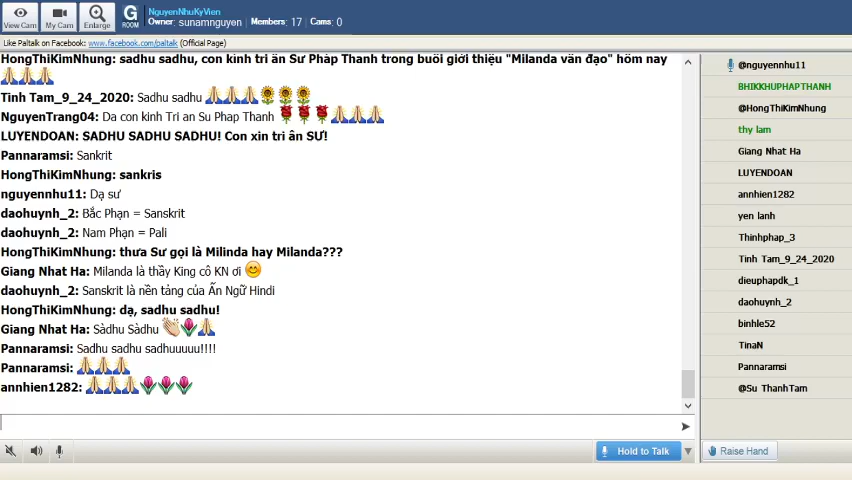 View Cam
My Cam
Enlarge
G
ROOM
NguyenNhuKyVien
Owner: sunamnguyen Members: 17 Cams: 0
Like Paltalk on Facebook: www.facebook.com/paltalk (Official Page)
HongThiKimNhung: sadhu sadhu, con kính tri ân Sư Pháp Thanh trong buổi giới thiệu "Milanda vấn đạo" hôm nay
Tinh Tam_9_24_2020: Sadhu sadhu
NguyenTrang04: Da con kinh Tri an Su Phap Thanh
LUYENDOAN: SADHU SADHU SADHU! Con xin tri ân SƯ!
Pannaramsi: Sankrit
HongThiKimNhung: sankris
nguyennhu11: Dạ sư
daohuynh_2: Bắc Phạn = Sanskrit
daohuynh_2: Nam Phạn = Pali
HongThiKimNhung: thưa Sư gọi là Milinda hay Milanda???
Giang Nhat Ha: Milanda là thầy King cô KN ơi
daohuynh_2: Sanskrit là nền tảng của Ấn Ngữ Hindi
HongThiKimNhung: dạ, sadhu sadhu!
Giang Nhat Ha: Sàdhu Sàdhu
Pannaramsi: Sadhu sadhu sadhuuuuu!!!!
Pannaramsi:
annhien1282:
Hold to Talk
@nguyennhu11
BHIKKHUPHAPTHANH
@HongThiKimNhung
thy lam
Giang Nhat Ha
LUYENDOAN
annhien1282
yen lanh
Thinhphap_3
Tinh Tam_9_24_2020
dieuphapdk_1
daohuynh_2
binhle52
TinaN
Pannaramsi
@Su ThanhTam
Raise Hand